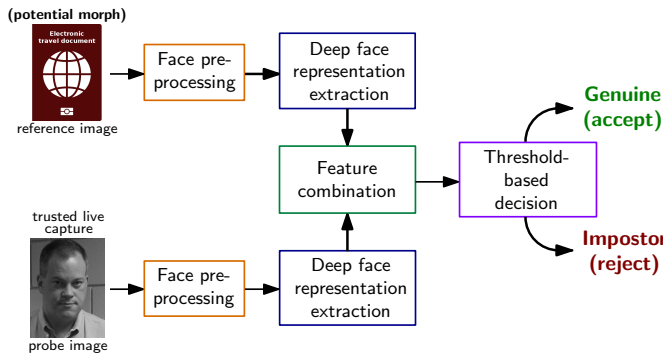 (potential morph)
Electronic
travel document
reference image
Face pre-
processing
Deep face
representation
extraction
Feature
combination
Threshold-
based
decision
Genuine
(accept)
Impostor
(reject)
trusted live
capture
probe image
Face pre-
processing
Deep face
representation
extraction